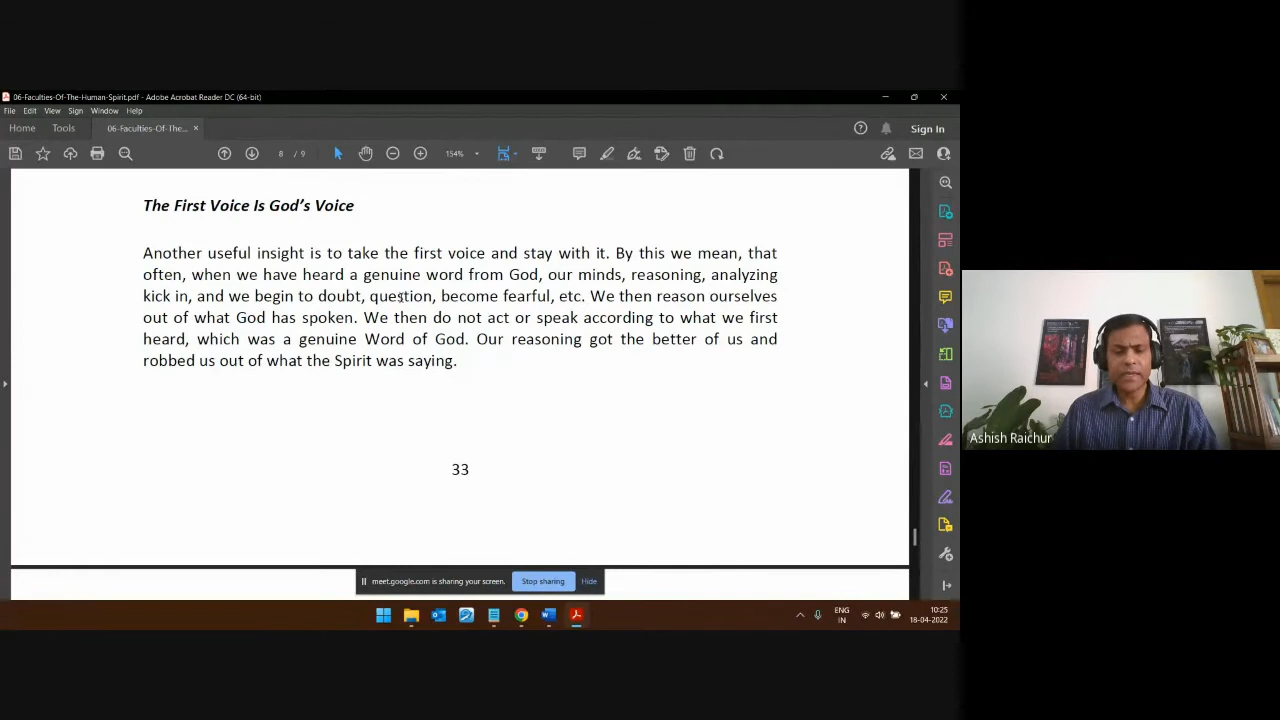 06-Faculties-Of-The-Human-Spirit.pdf - Adobe Acrobat Reader DC (64-bit)
File Edit View Sign Window Help
Home Tools 06-Faculties-Of-The... × Sign In
8 / 9 154%
The First Voice Is God’s Voice
Another useful insight is to take the first voice and stay with it. By this we mean, that
often, when we have heard a genuine word from God, our minds, reasoning, analyzing
kick in, and we begin to doubt, question, become fearful, etc. We then reason ourselves
out of what God has spoken. We then do not act or speak according to what we first
heard, which was a genuine Word of God. Our reasoning got the better of us and
robbed us out of what the Spirit was saying.
Ashish Raichur
33
meet.google.com is sharing your screen. Stop sharing Hide
ENG
IN
10:25
18-04-2022